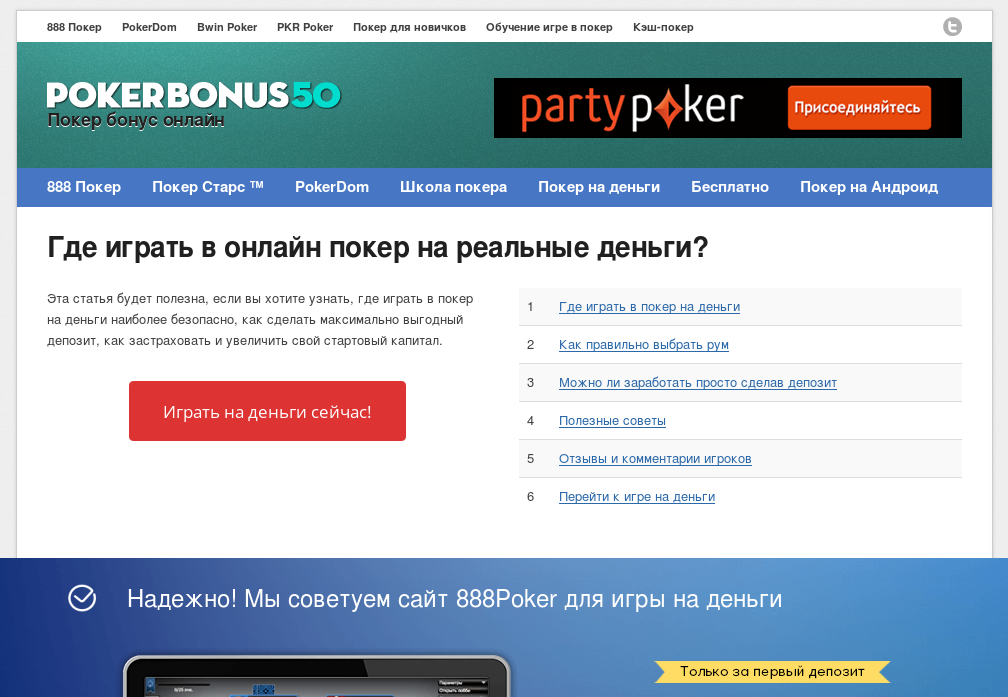 888 Покер PokerDom Bwin Poker PKR Poker Покер для новичков Обучение игре в покер Кэш-покер
POKERBONUS50
Покер бонус онлайн
partypoker Присоединяйтесь
888 Покер Покер Старс ™ PokerDom Школа покера Покер на деньги Бесплатно Покер на Андроид
Где играть в онлайн покер на реальные деньги?
Эта статья будет полезна, если вы хотите узнать, где играть в покер
на деньги наиболее безопасно, как сделать максимально выгодный
депозит, как застраховать и увеличить свой стартовый капитал.
Играть на деньги сейчас!
1 Где играть в покер на деньги
2 Как правильно выбрать рум
3 Можно ли заработать просто сделав депозит
4 Полезные советы
5 Отзывы и комментарии игроков
6 Перейти к игре на деньги
Надежно! Мы советуем сайт 888Poker для игры на деньги
Только за первый депозит
Параметры
Открыть лобби